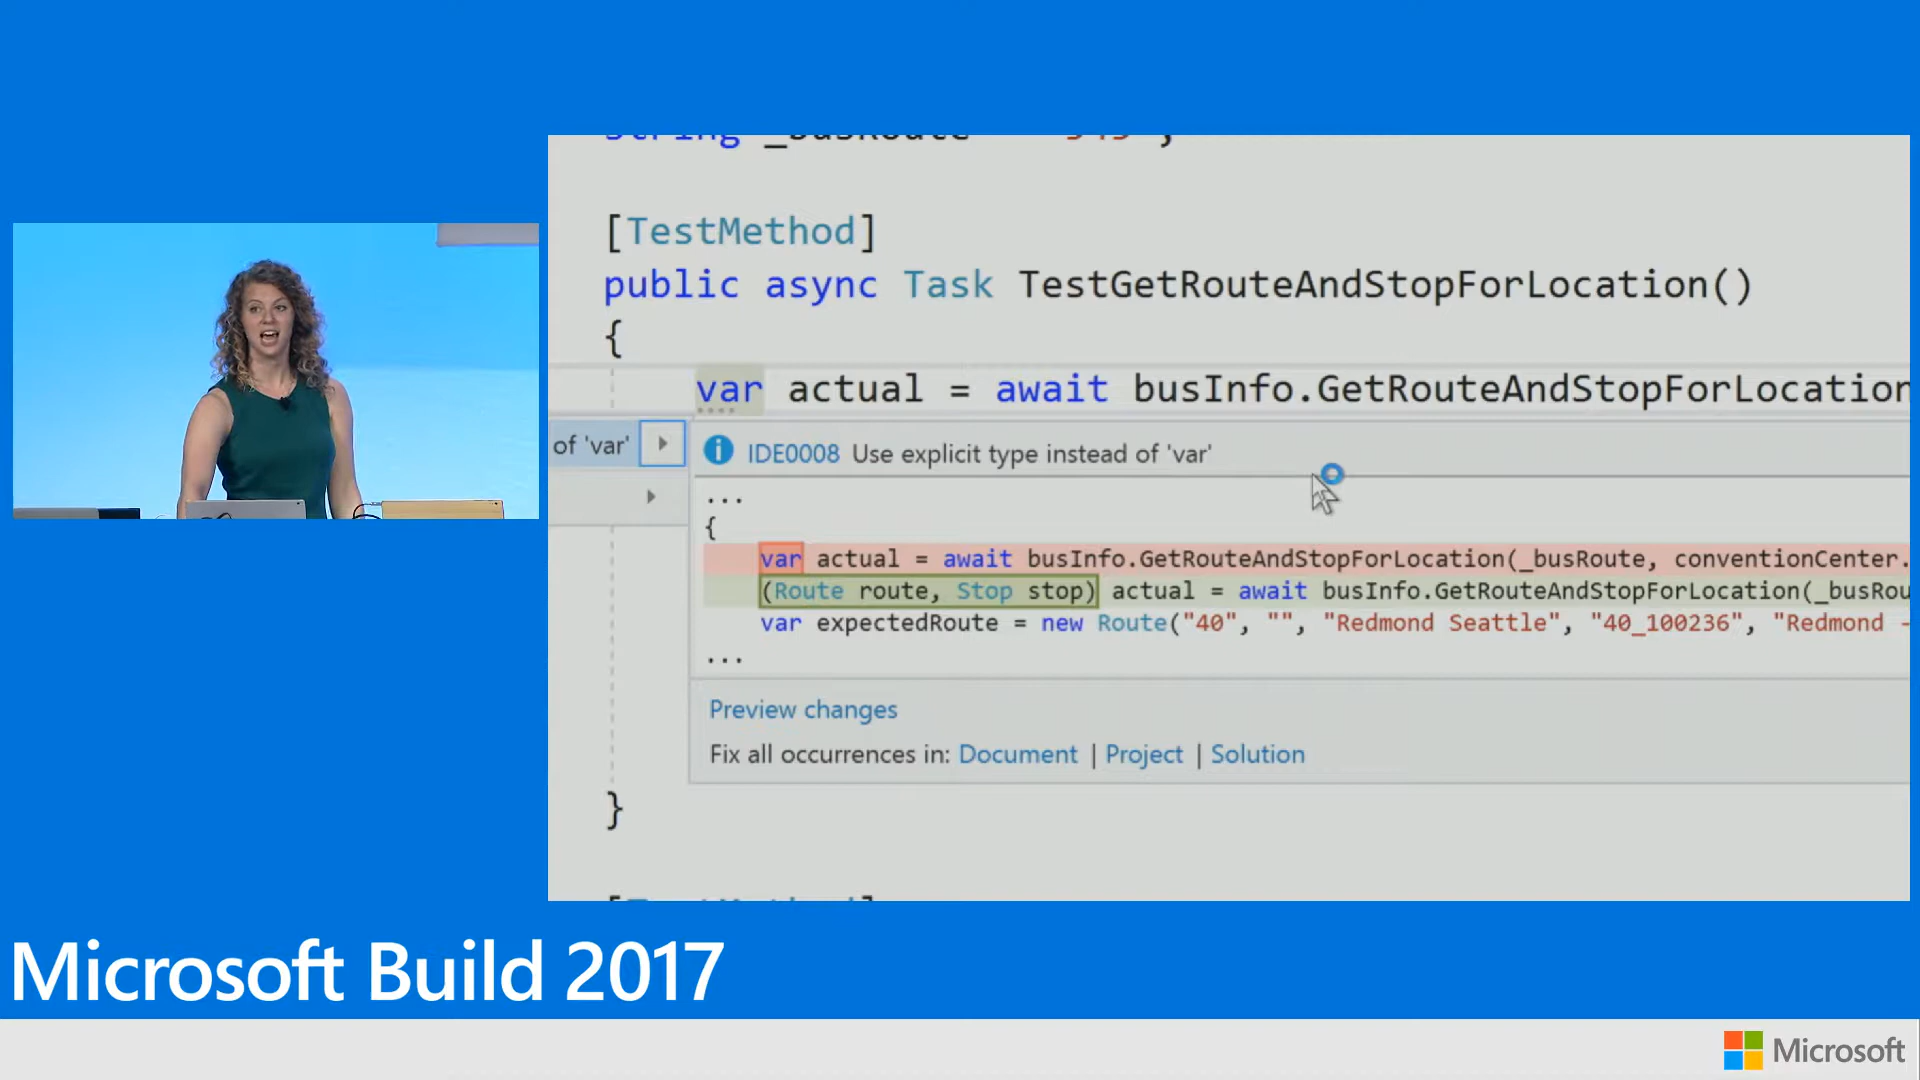 string _busRoute
[TestMethod]
public async Task TestGetRouteAndStopForLocation()
{
var actual = await busInfo.GetRouteAndStopForLocation
of 'var'
IDE0008 Use explicit type instead of 'var'
...
{
var actual = await busInfo.GetRouteAndStopForLocation(_busRoute, conventionCenter.
(Route route, Stop stop) actual = await busInfo.GetRouteAndStopForLocation(_busRou
var expectedRoute = new Route("40", "", "Redmond Seattle", "40_100236", "Redmond -
...
Preview changes
Fix all occurrences in: Document | Project | Solution
}
Microsoft Build 2017
Microsoft